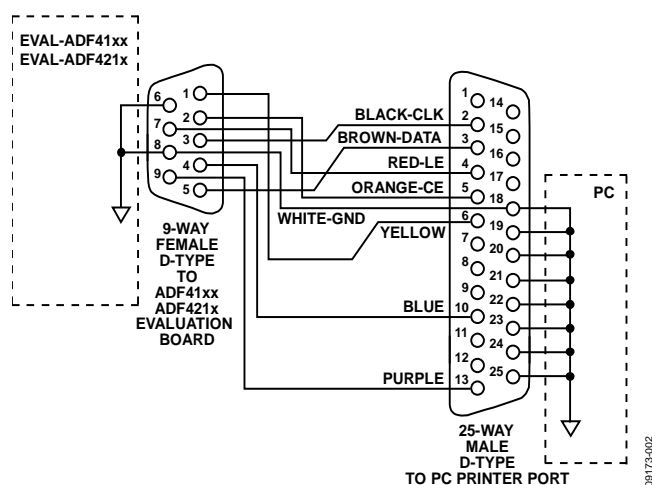 EVAL-ADF41xx
EVAL-ADF421x
1
2
3
4
5
6
7
8
9
9-WAY
FEMALE
D-TYPE
TO
ADF41xx
ADF421x
EVALUATION
BOARD
BLACK-CLK
BROWN-DATA
RED-LE
ORANGE-CE
WHITE-GND
YELLOW
BLUE
PURPLE
1
2
3
4
5
6
7
8
9
10
11
12
13
14
15
16
17
18
19
20
21
22
23
24
25
PC
25-WAY
MALE
D-TYPE
TO PC PRINTER PORT
09173-002